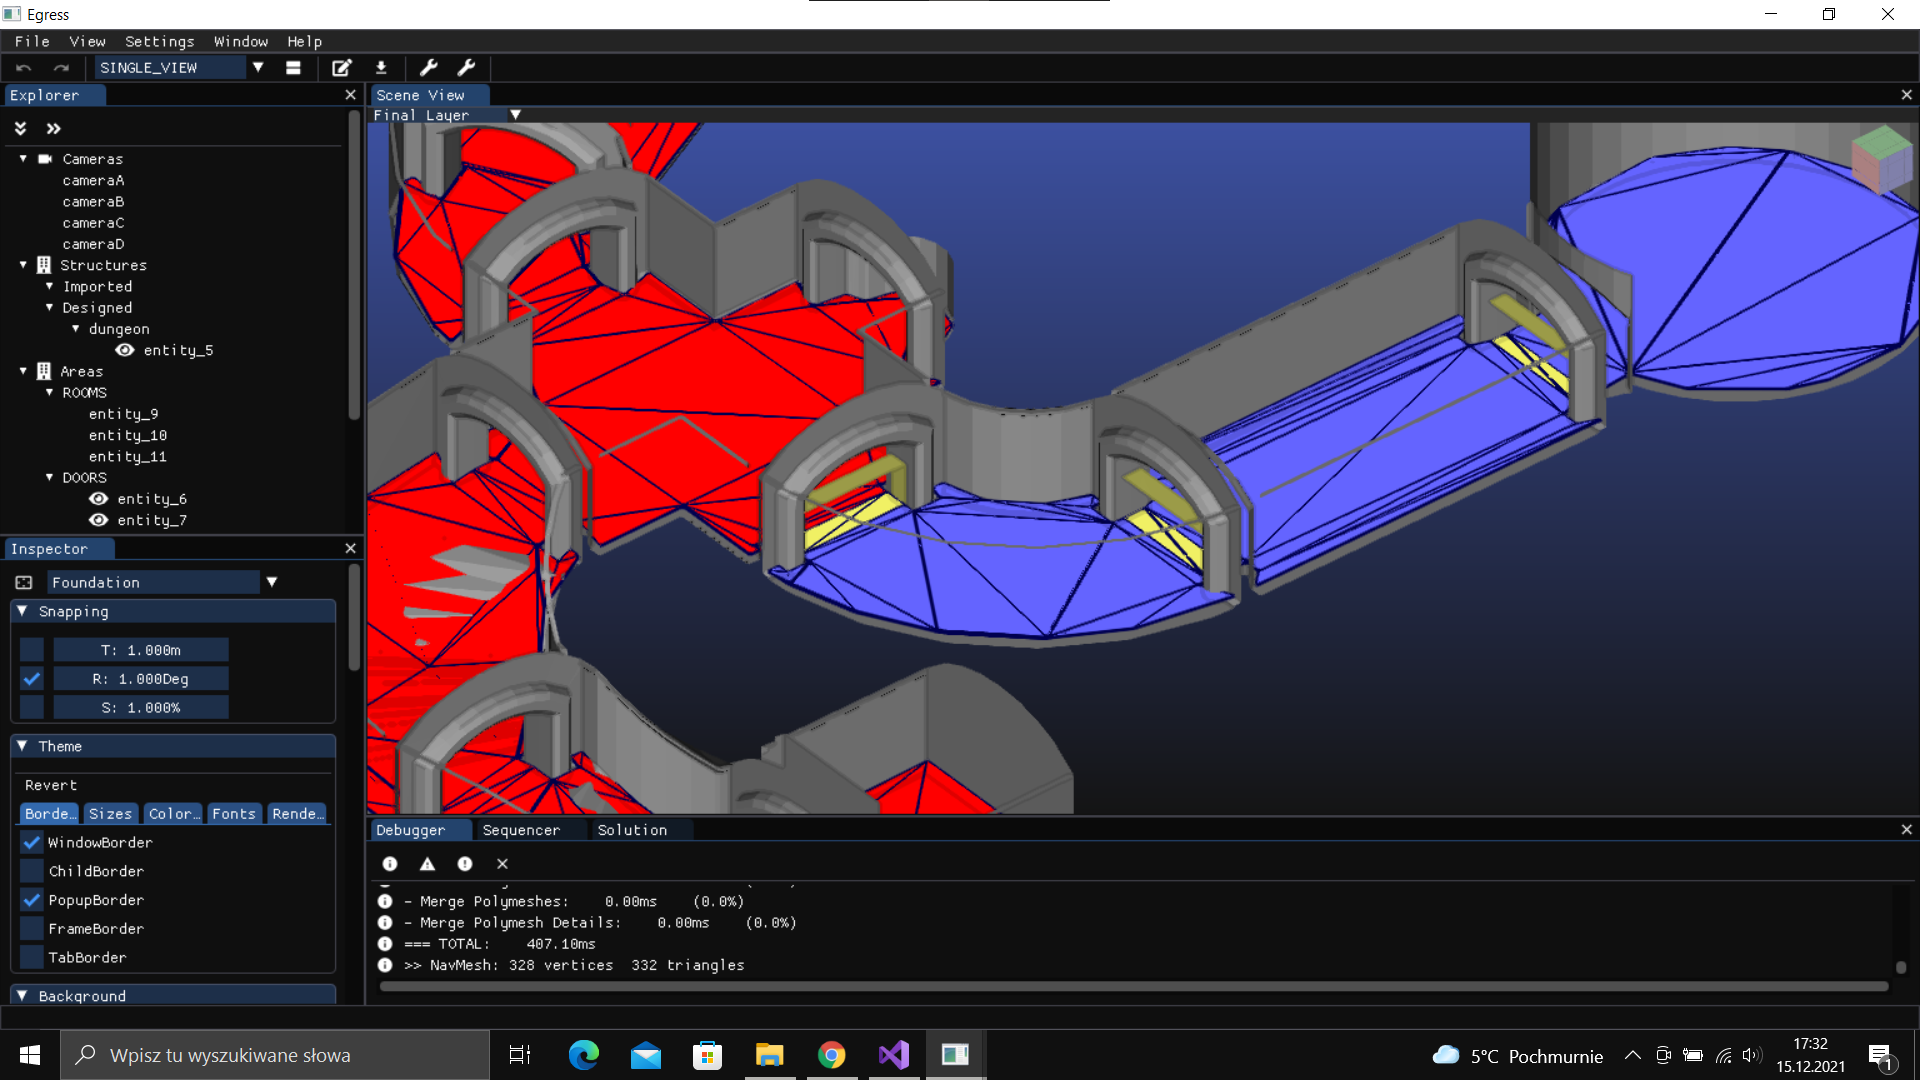 Egress
File View Settings Window Help
SINGLE_VIEW
Explorer
Cameras
cameraA
cameraB
cameraC
cameraD
Structures
Imported
Designed
dungeon
entity_5
Areas
ROOMS
entity_9
entity_10
entity_11
DOORS
entity_6
entity_7
Inspector
Foundation
Snapping
T: 1.000m
R: 1.000Deg
S: 1.000%
Theme
Revert
Borde… Sizes Color… Fonts Rende…
WindowBorder
ChildBorder
PopupBorder
FrameBorder
TabBorder
Background
Scene View
Final Layer
Debugger Sequencer Solution
- Merge Polymeshes: 0.00ms (0.0%)
- Merge Polymesh Details: 0.00ms (0.0%)
=== TOTAL: 407.10ms
>> NavMesh: 328 vertices 332 triangles
Wpisz tu wyszukiwane słowa
5°C Pochmurnie
17:32
15.12.2021
1